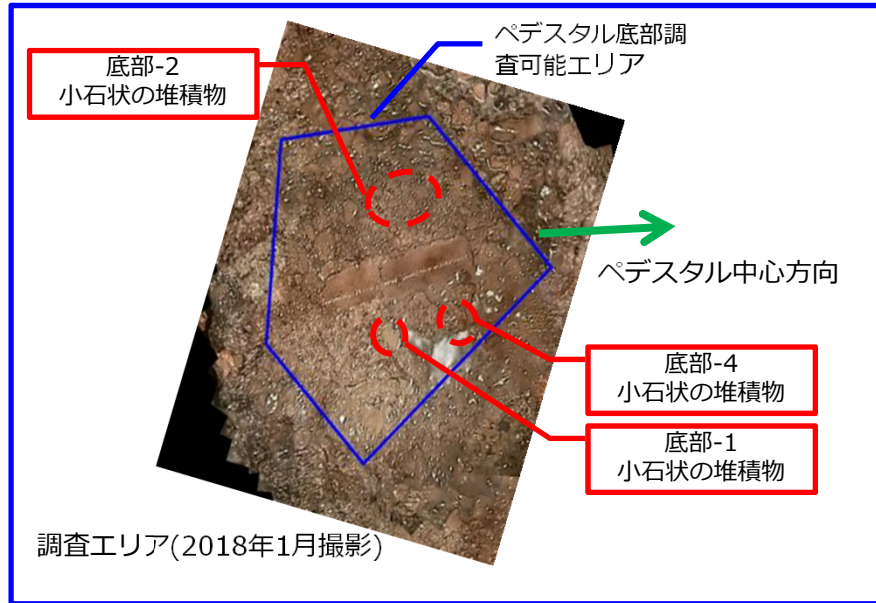 ペデスタル底部調
査可能エリア
底部-2
小石状の堆積物
ペデスタル中心方向
底部-4
小石状の堆積物
底部-1
小石状の堆積物
調査エリア(2018年1月撮影)